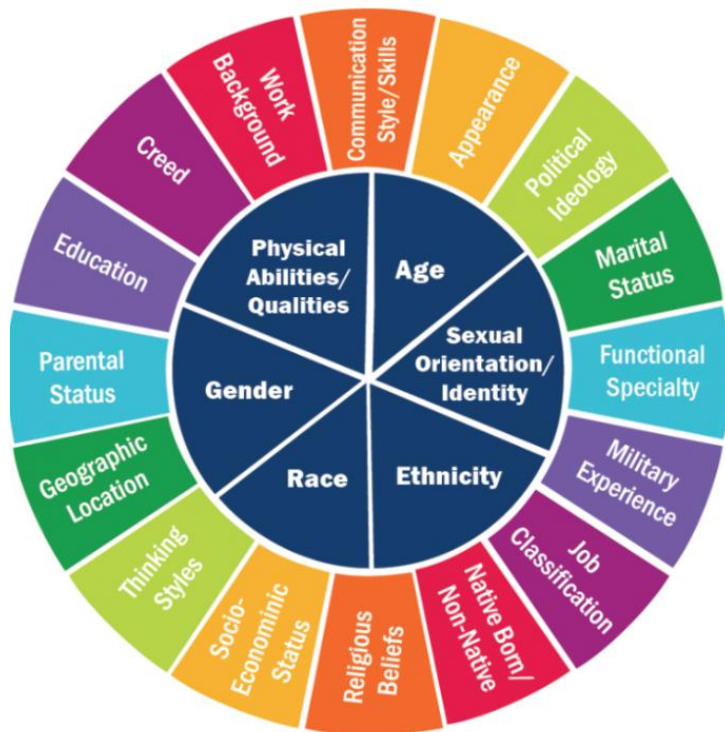 Communication
Style/Skills
Appearance
Political
Ideology
Marital
Status
Functional
Specialty
Military
Experience
Job
Classification
Native Born/
Non-Native
Religious
Beliefs
Socio-
Econominic
Status
Thinking
Styles
Geographic
Location
Parental
Status
Education
Creed
Work
Background
Age
Sexual
Orientation/
Identity
Ethnicity
Race
Gender
Physical
Abilities/
Qualities